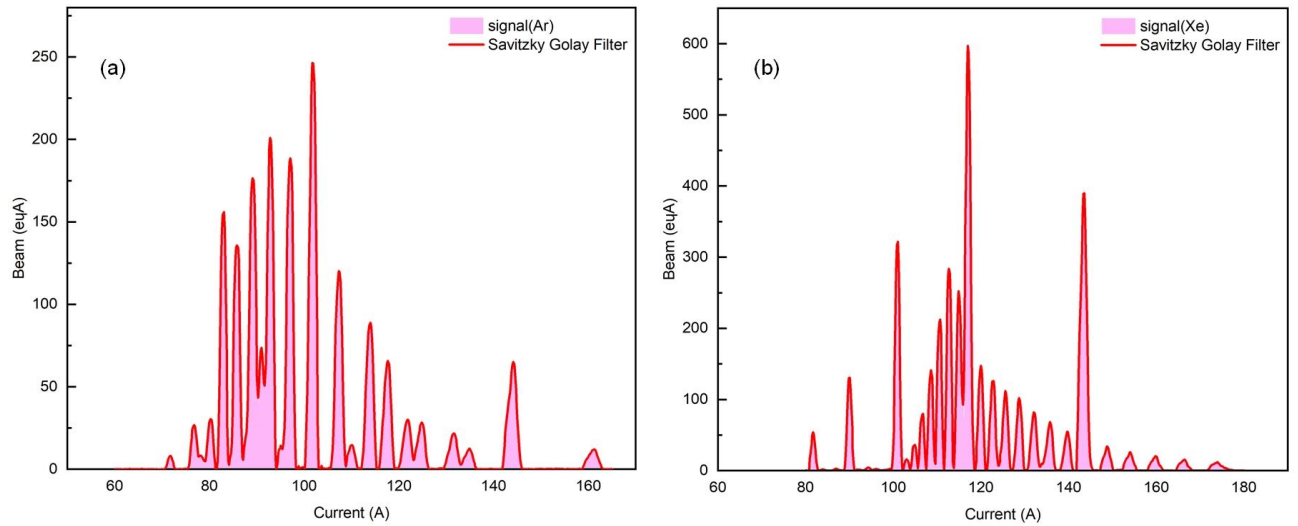 signal(Ar)
Savitzky Golay Filter
(a)
250
200
150
100
50
0
Beam (eμA)
60
80
100
120
140
160
Current (A)
signal(Xe)
Savitzky Golay Filter
(b)
600
500
400
300
200
100
0
Beam (eμA)
60
80
100
120
140
160
180
Current (A)